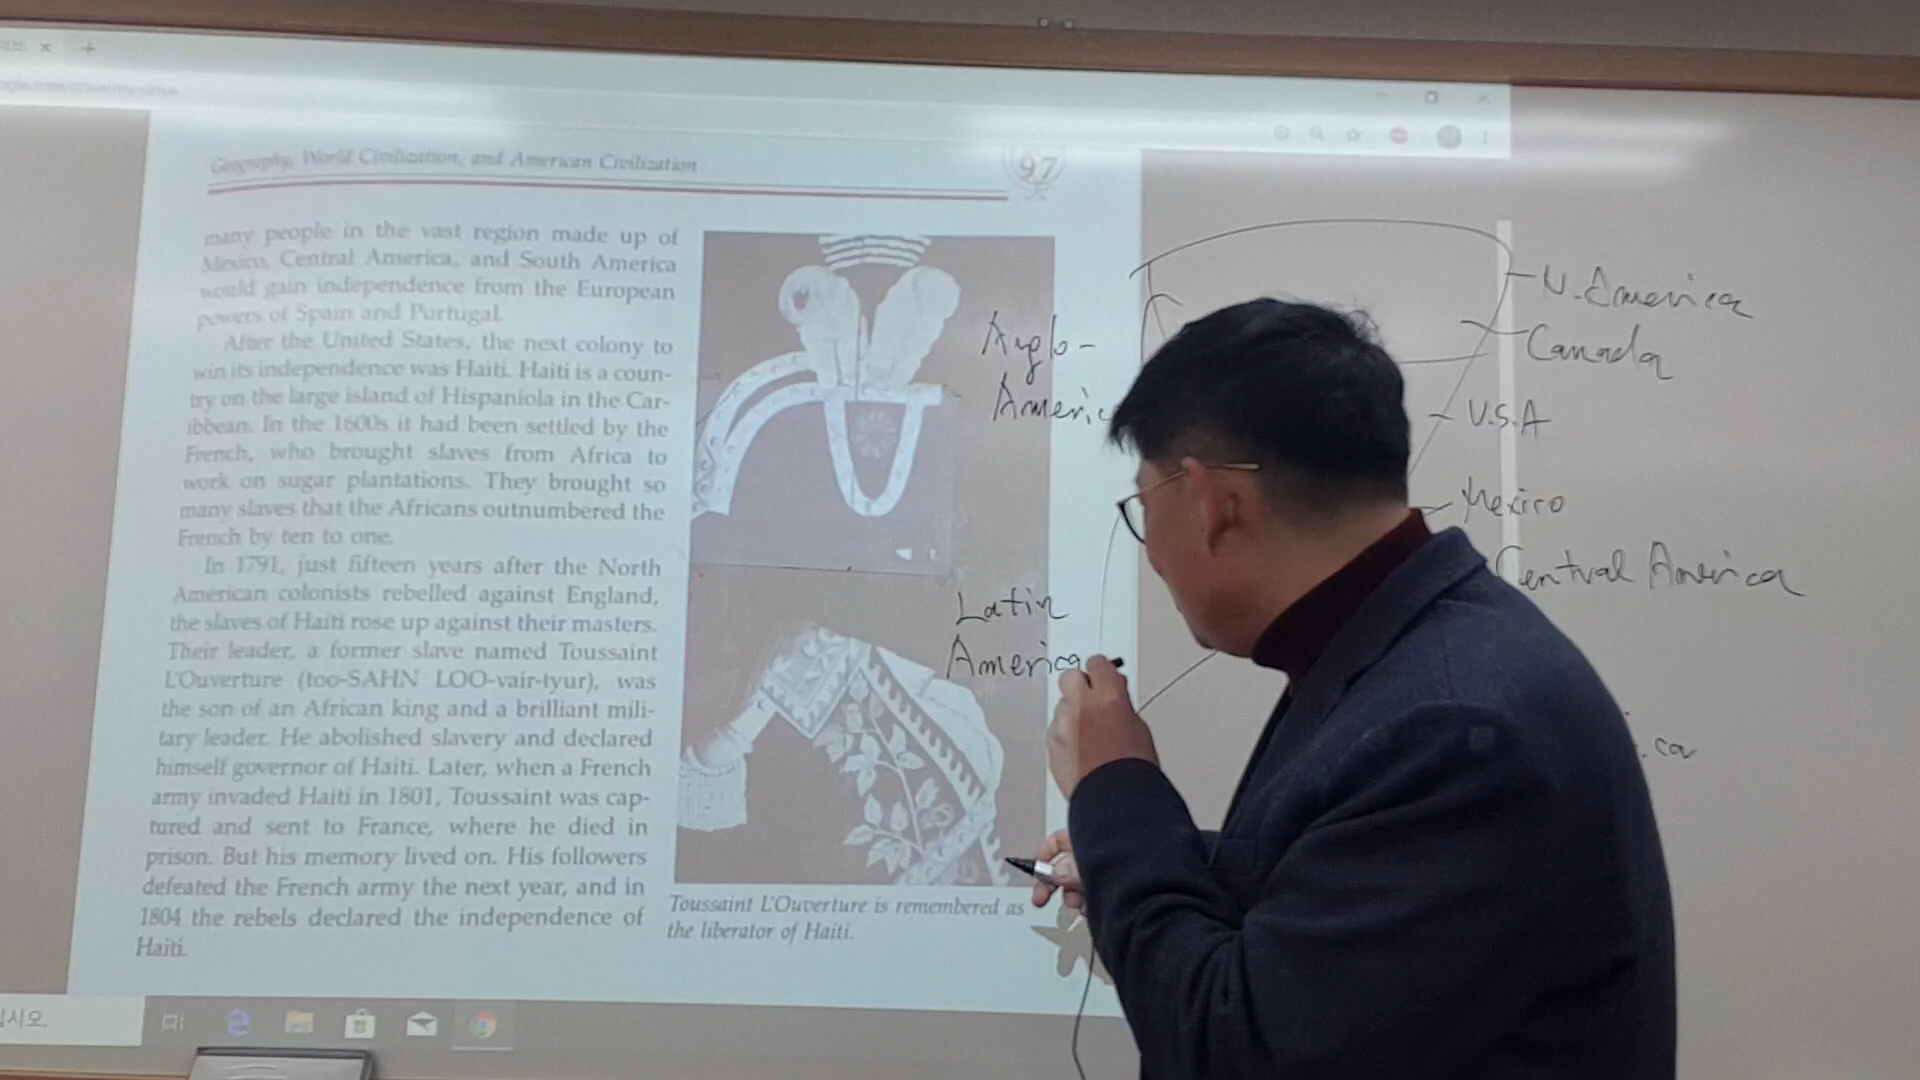 Geography, World Civilization, and American Civilization
97
many people in the vast region made up of
Mexico, Central America, and South America
would gain independence from the European
powers of Spain and Portugal.
After the United States, the next colony to
win its independence was Haiti. Haiti is a coun-
try on the large island of Hispaniola in the Car-
ibbean. In the 1600s it had been settled by the
French, who brought slaves from Africa to
work on sugar plantations. They brought so
many slaves that the Africans outnumbered the
French by ten to one.
In 1791, just fifteen years after the North
American colonists rebelled against England,
the slaves of Haiti rose up against their masters.
Their leader, a former slave named Toussaint
L'Ouverture (too-SAHN LOO-vair-tyur), was
the son of an African king and a brilliant mili-
tary leader. He abolished slavery and declared
himself governor of Haiti. Later, when a French
army invaded Haiti in 1801, Toussaint was cap-
tured and sent to France, where he died in
prison. But his memory lived on. His followers
defeated the French army the next year, and in
1804 the rebels declared the independence of
Haiti.
Toussaint L'Ouverture is remembered as
the liberator of Haiti.
Anglo-
Americ
Latin
America
N. America
Canada
U.S.A
Mexico
Central America
ca
시오.